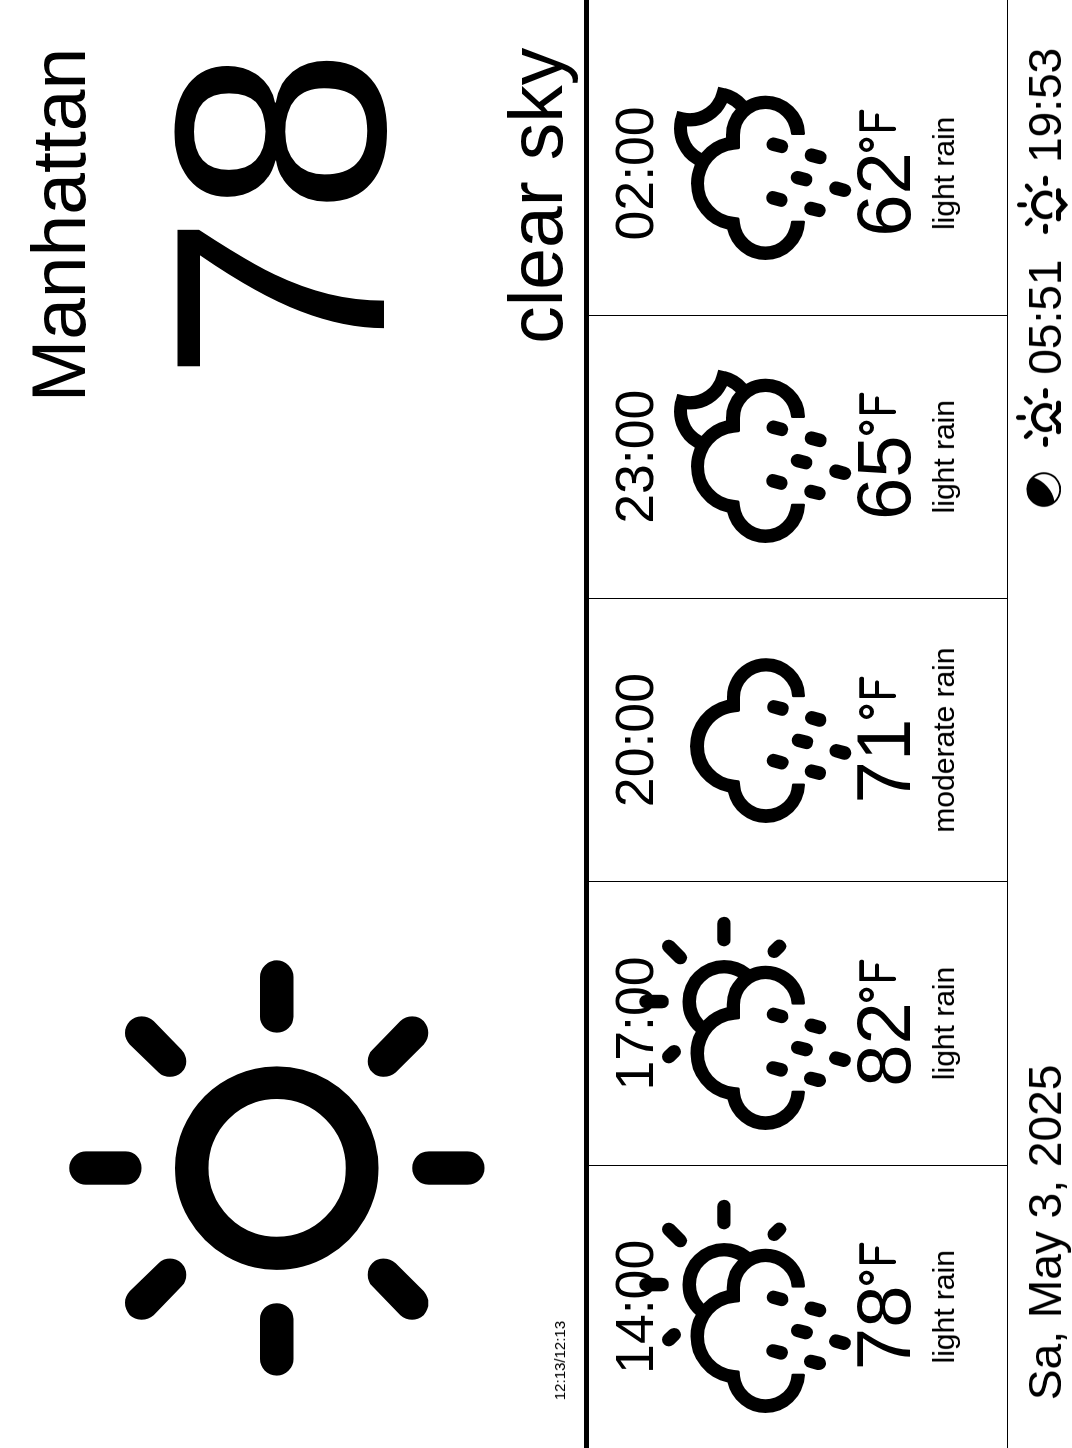 Manhattan
78
clear sky
12:13/12:13
14:00
78°F
light rain
17:00
82°F
light rain
20:00
71°F
moderate rain
23:00
65°F
light rain
02:00
62°F
light rain
Sa, May 3, 2025
05:51
19:53